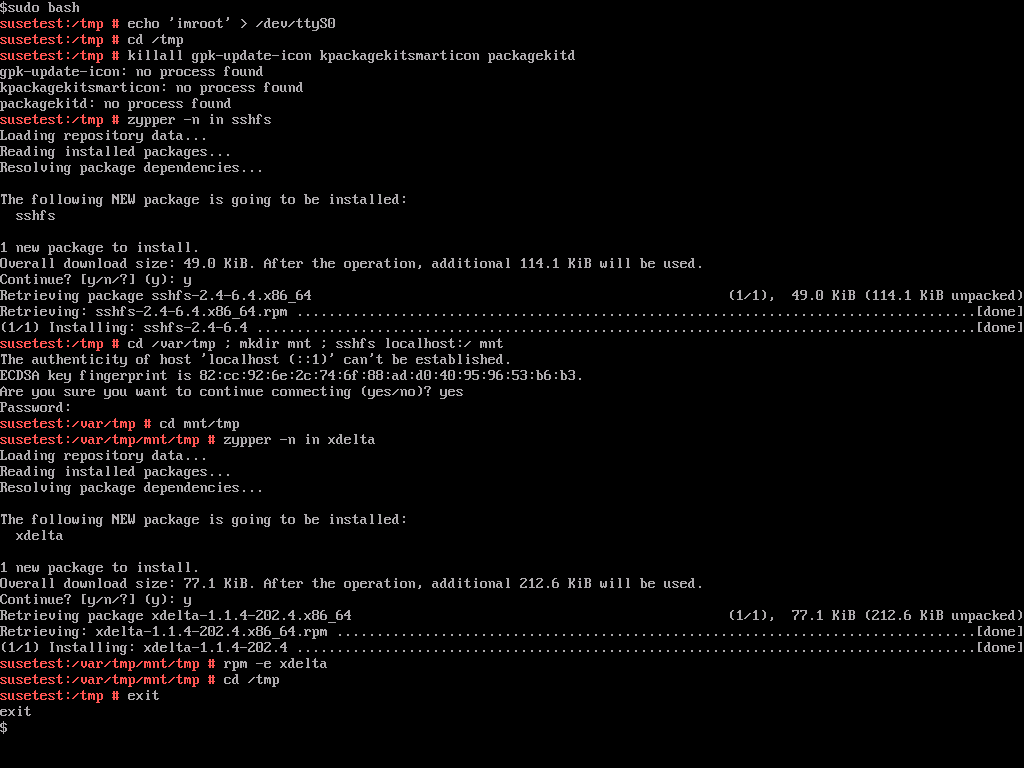 $sudo bash
susetest:/tmp # echo 'imroot' > /dev/ttyS0
susetest:/tmp # cd /tmp
susetest:/tmp # killall gpk-update-icon kpackagekitsmarticon packagekitd
gpk-update-icon: no process found
kpackagekitsmarticon: no process found
packagekitd: no process found
susetest:/tmp # zypper -n in sshfs
Loading repository data...
Reading installed packages...
Resolving package dependencies...

The following NEW package is going to be installed:
  sshfs

1 new package to install.
Overall download size: 49.0 KiB. After the operation, additional 114.1 KiB will be used.
Continue? [y/n/?] (y): y
Retrieving package sshfs-2.4-6.4.x86_64 (1/1),  49.0 KiB (114.1 KiB unpacked)
Retrieving: sshfs-2.4-6.4.x86_64.rpm .....................................................................................[done]
(1/1) Installing: sshfs-2.4-6.4 ..........................................................................................[done]
susetest:/tmp # cd /var/tmp ; mkdir mnt ; sshfs localhost:/ mnt
The authenticity of host 'localhost (::1)' can't be established.
ECDSA key fingerprint is 82:cc:92:6e:2c:74:6f:88:ad:d0:40:95:96:53:b6:b3.
Are you sure you want to continue connecting (yes/no)? yes
Password:
susetest:/var/tmp # cd mnt/tmp
susetest:/var/tmp/mnt/tmp # zypper -n in xdelta
Loading repository data...
Reading installed packages...
Resolving package dependencies...

The following NEW package is going to be installed:
  xdelta

1 new package to install.
Overall download size: 77.1 KiB. After the operation, additional 212.6 KiB will be used.
Continue? [y/n/?] (y): y
Retrieving package xdelta-1.1.4-202.4.x86_64 (1/1),  77.1 KiB (212.6 KiB unpacked)
Retrieving: xdelta-1.1.4-202.4.x86_64.rpm ................................................................................[done]
(1/1) Installing: xdelta-1.1.4-202.4 .....................................................................................[done]
susetest:/var/tmp/mnt/tmp # rpm -e xdelta
susetest:/var/tmp/mnt/tmp # cd /tmp
susetest:/tmp # exit
exit
$